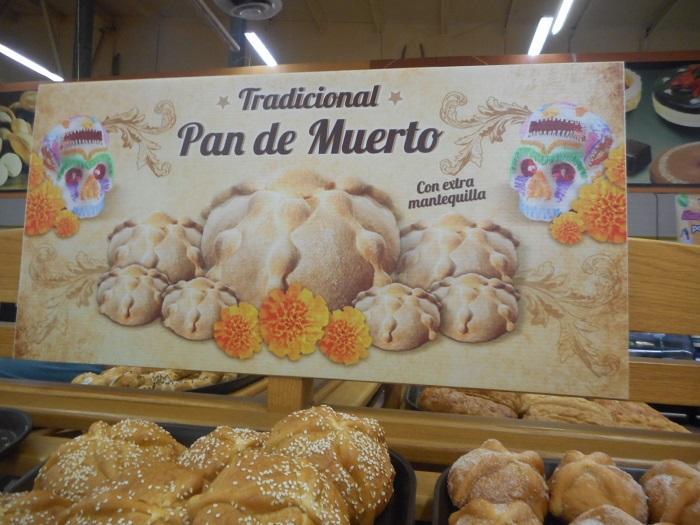 Tradicional
Pan de Muerto
Con extra
mantequilla